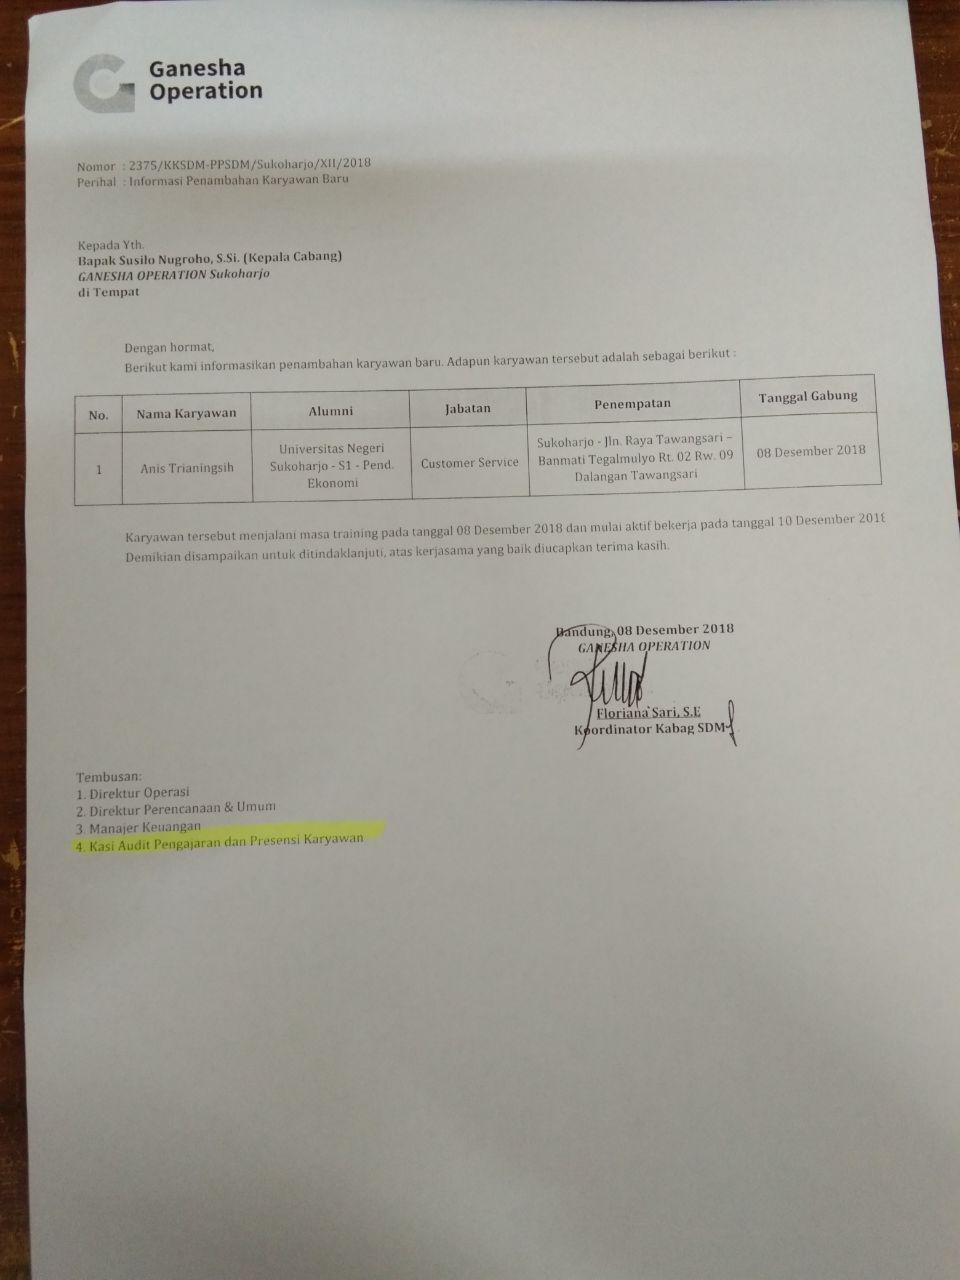 Ganesha
Operation
Nomor : 2375/KKSDM-PPSDM/Sukoharjo/XII/2018
Perihal : Informasi Penambahan Karyawan Baru
Kepada Yth.
Bapak Susilo Nugroho, S.Si. (Kepala Cabang)
GANESHA OPERATION Sukoharjo
di Tempat
Dengan hormat,
Berikut kami informasikan penambahan karyawan baru. Adapun karyawan tersebut adalah sebagai berikut :
No. Nama Karyawan Alumni Jabatan Penempatan Tanggal Gabung
1 Anis Trianingsih Universitas Negeri Sukoharjo - S1 - Pend. Ekonomi Customer Service Sukoharjo - Jln. Raya Tawangsari – Banmati Tegalmulyo Rt. 02 Rw. 09 Dalangan Tawangsari 08 Desember 2018
Karyawan tersebut menjalani masa training pada tanggal 08 Desember 2018 dan mulai aktif bekerja pada tanggal 10 Desember 2018
Demikian disampaikan untuk ditindaklanjuti, atas kerjasama yang baik diucapkan terima kasih.
Bandung, 08 Desember 2018
GANESHA OPERATION
Floriana Sari, S.E
Koordinator Kabag SDM
Tembusan:
1. Direktur Operasi
2. Direktur Perencanaan & Umum
3. Manajer Keuangan
4. Kasi Audit Pengajaran dan Presensi Karyawan